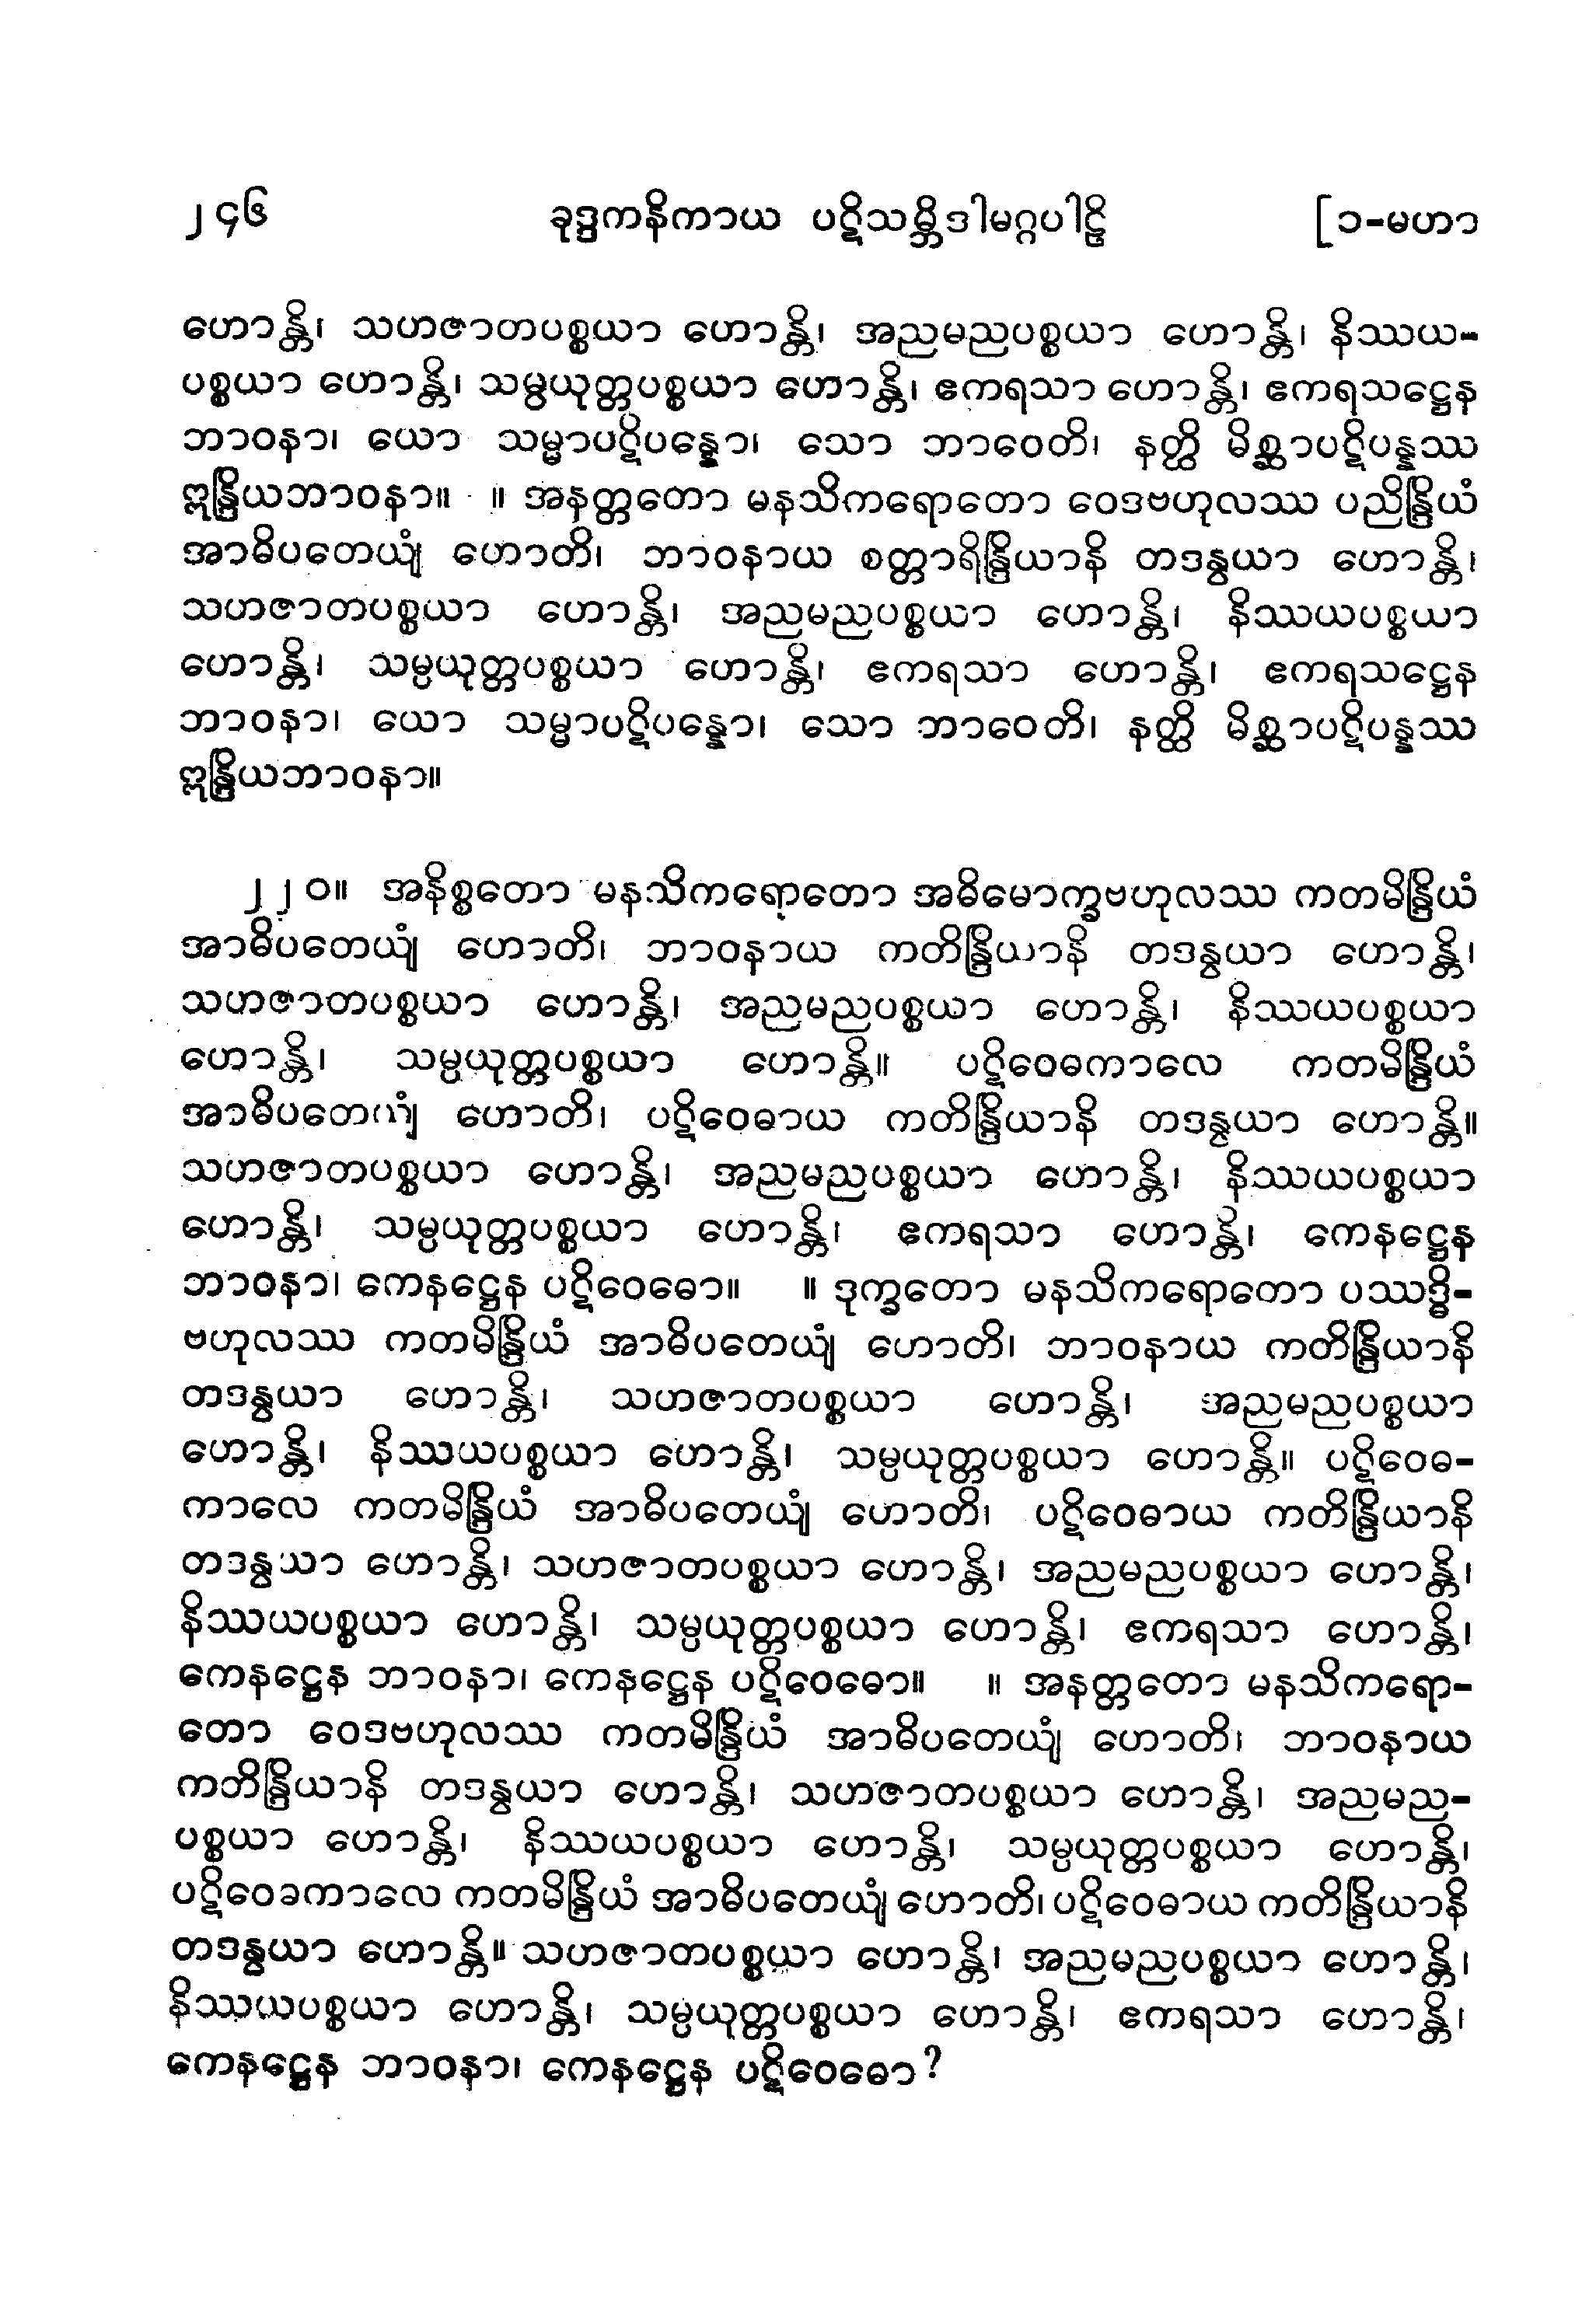 ၂၄၆ ခုဒ္ဒကနိကာယ ပဋိသမ္ဘိဒါမဂ္ဂပါဠိ [၁-မဟာ
ဟောန္တိ၊ သဟဇာတပစ္စယာ ဟောန္တိ၊ အညမညပစ္စယာ ဟောန္တိ၊ နိဿယ-
ပစ္စယာ ဟောန္တိ၊ သမ္ပယုတ္တပစ္စယာ ဟောန္တိ၊ ဧကရသာ ဟောန္တိ၊ ဧကရသဋ္ဌေန
ဘာဝနာ၊ ယော သမ္မာပဋိပန္နော၊ သော ဘာဝေတိ၊ နတ္ထိ မိစ္ဆာပဋိပန္နဿ
ဣန္ဒြိယဘာဝနာ။ ။ အနတ္တတော မနသိကရောတော ဝေဒဗဟုလဿ ပညိန္ဒြိယံ
အာဓိပတေယျံ ဟောတိ၊ ဘာဝနာယ စတ္တာရိန္ဒြိယာနိ တဒန္ဝယာ ဟောန္တိ၊
သဟဇာတပစ္စယာ ဟောန္တိ၊ အညမညပစ္စယာ ဟောန္တိ၊ နိဿယပစ္စယာ
ဟောန္တိ၊ သမ္ပယုတ္တပစ္စယာ ဟောန္တိ၊ ဧကရသာ ဟောန္တိ၊ ဧကရသဋ္ဌေန
ဘာဝနာ၊ ယော သမ္မာပဋိပန္နော၊ သော ဘာဝေတိ၊ နတ္ထိ မိစ္ဆာပဋိပန္နဿ
ဣန္ဒြိယဘာဝနာ။
၂၂၀။ အနိစ္စတော မနသိကရောတော အဓိမောက္ခဗဟုလဿ ကတမိန္ဒြိယံ
အာဓိပတေယျံ ဟောတိ၊ ဘာဝနာယ ကတိန္ဒြိယာနိ တဒန္ဝယာ ဟောန္တိ၊
သဟဇာတပစ္စယာ ဟောန္တိ၊ အညမညပစ္စယာ ဟောန္တိ၊ နိဿယပစ္စယာ
ဟောန္တိ၊ သမ္ပယုတ္တပစ္စယာ ဟောန္တိ။ ပဋိဝေဓကာလေ ကတမိန္ဒြိယံ
အာဓိပတေယျံ ဟောတိ၊ ပဋိဝေဓာယ ကတိန္ဒြိယာနိ တဒန္ဝယာ ဟောန္တိ။
သဟဇာတပစ္စယာ ဟောန္တိ၊ အညမညပစ္စယာ ဟောန္တိ၊ နိဿယပစ္စယာ
ဟောန္တိ၊ သမ္ပယုတ္တပစ္စယာ ဟောန္တိ၊ ဧကရသာ ဟောန္တိ၊ ကေနဋ္ဌေန
ဘာဝနာ၊ ကေနဋ္ဌေန ပဋိဝေဓော။ ။ ဒုက္ခတော မနသိကရောတော ပဿဒ္ဓိ-
ဗဟုလဿ ကတမိန္ဒြိယံ အာဓိပတေယျံ ဟောတိ၊ ဘာဝနာယ ကတိန္ဒြိယာနိ
တဒန္ဝယာ ဟောန္တိ၊ သဟဇာတပစ္စယာ ဟောန္တိ၊ အညမညပစ္စယာ
ဟောန္တိ၊ နိဿယပစ္စယာ ဟောန္တိ၊ သမ္ပယုတ္တပစ္စယာ ဟောန္တိ။ ပဋိဝေဓ-
ကာလေ ကတမိန္ဒြိယံ အာဓိပတေယျံ ဟောတိ၊ ပဋိဝေဓာယ ကတိန္ဒြိယာနိ
တဒန္ဝယာ ဟောန္တိ၊ သဟဇာတပစ္စယာ ဟောန္တိ၊ အညမညပစ္စယာ ဟောန္တိ၊
နိဿယပစ္စယာ ဟောန္တိ၊ သမ္ပယုတ္တပစ္စယာ ဟောန္တိ၊ ဧကရသာ ဟောန္တိ၊
ကေနဋ္ဌေန ဘာဝနာ၊ ကေနဋ္ဌေန ပဋိဝေဓော။ ။ အနတ္တတော မနသိကရော-
တော ဝေဒဗဟုလဿ ကတမိန္ဒြိယံ အာဓိပတေယျံ ဟောတိ၊ ဘာဝနာယ
ကတိန္ဒြိယာနိ တဒန္ဝယာ ဟောန္တိ၊ သဟဇာတပစ္စယာ ဟောန္တိ၊ အညမည-
ပစ္စယာ ဟောန္တိ၊ နိဿယပစ္စယာ ဟောန္တိ၊ သမ္ပယုတ္တပစ္စယာ ဟောန္တိ၊
ပဋိဝေဓကာလေ ကတမိန္ဒြိယံ အာဓိပတေယျံ ဟောတိ၊ ပဋိဝေဓာယ ကတိန္ဒြိယာနိ
တဒန္ဝယာ ဟောန္တိ။ သဟဇာတပစ္စယာ ဟောန္တိ၊ အညမညပစ္စယာ ဟောန္တိ၊
နိဿယပစ္စယာ ဟောန္တိ၊ သမ္ပယုတ္တပစ္စယာ ဟောန္တိ၊ ဧကရသာ ဟောန္တိ၊
ကေနဋ္ဌေန ဘာဝနာ၊ ကေနဋ္ဌေန ပဋိဝေဓော?